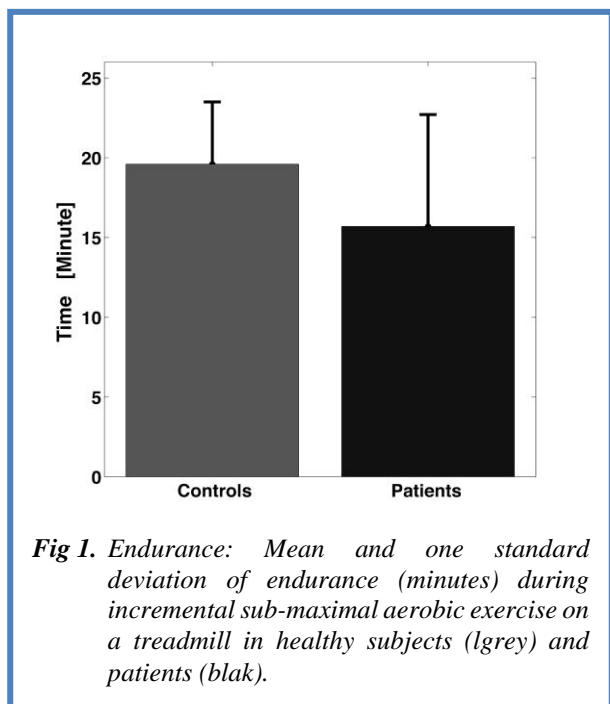 25
20
15
10
5
0
Time [Minute]
Controls Patients
Fig 1. Endurance: Mean and one standard
deviation of endurance (minutes) during
incremental sub-maximal aerobic exercise on
a treadmill in healthy subjects (lgrey) and
patients (blak).